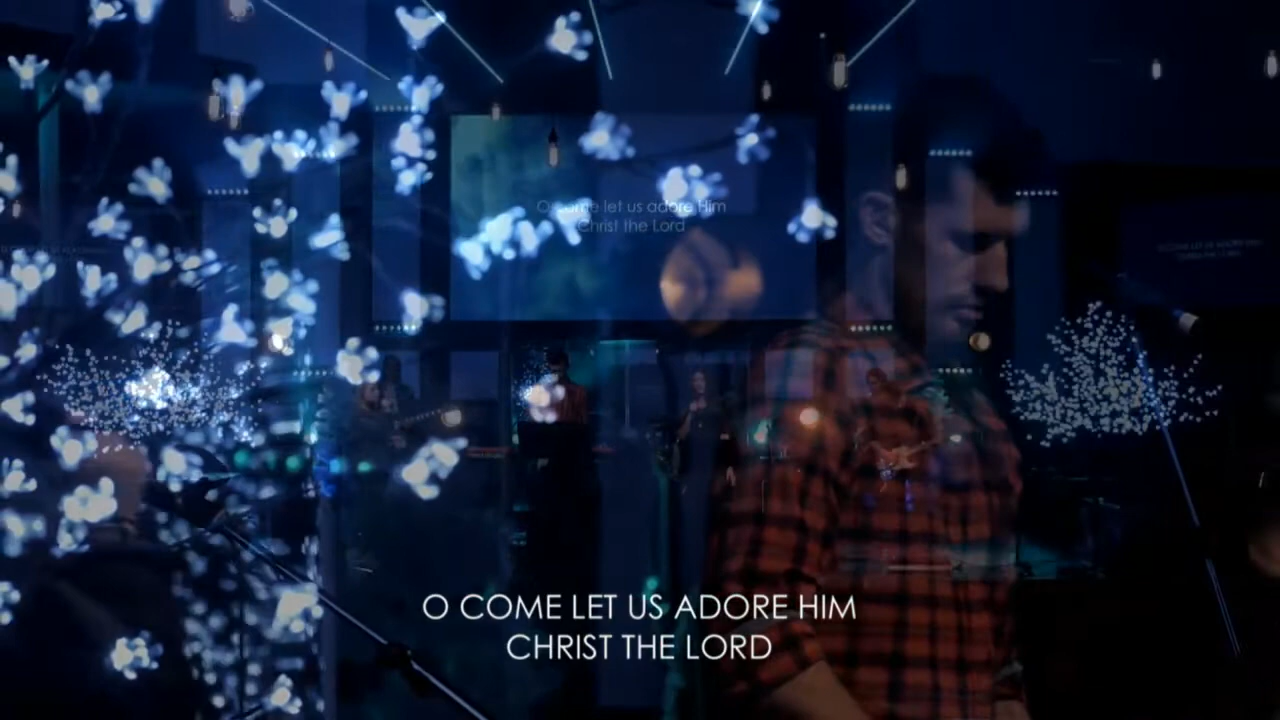 O come let us adore Him
Christ the Lord
O COME LET US ADORE HIM
CHRIST THE LORD